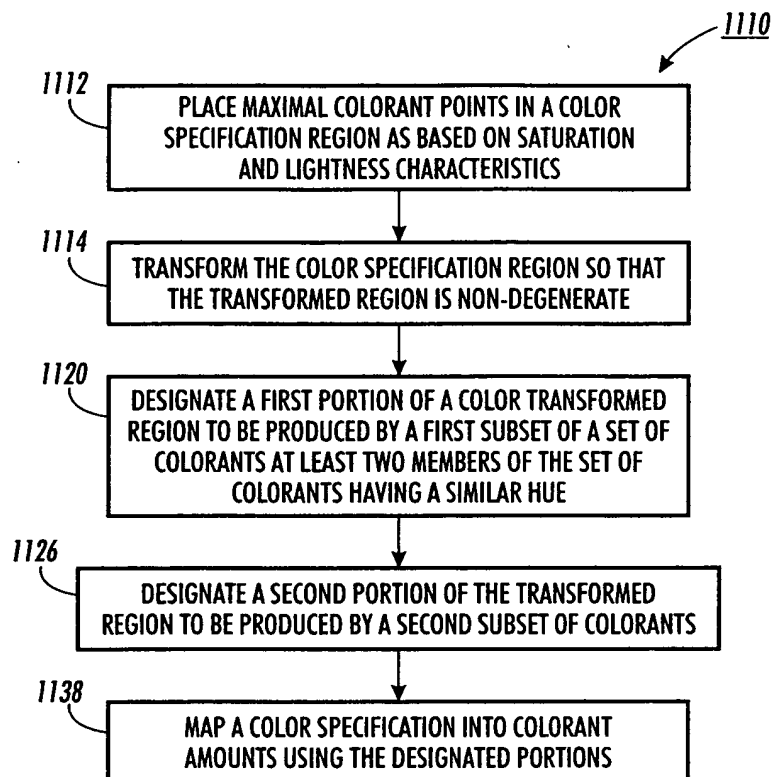 1110
1112
PLACE MAXIMAL COLORANT POINTS IN A COLOR
SPECIFICATION REGION AS BASED ON SATURATION
AND LIGHTNESS CHARACTERISTICS
1114
TRANSFORM THE COLOR SPECIFICATION REGION SO THAT
THE TRANSFORMED REGION IS NON-DEGENERATE
1120
DESIGNATE A FIRST PORTION OF A COLOR TRANSFORMED
REGION TO BE PRODUCED BY A FIRST SUBSET OF A SET OF
COLORANTS AT LEAST TWO MEMBERS OF THE SET OF
COLORANTS HAVING A SIMILAR HUE
1126
DESIGNATE A SECOND PORTION OF THE TRANSFORMED
REGION TO BE PRODUCED BY A SECOND SUBSET OF COLORANTS
1138
MAP A COLOR SPECIFICATION INTO COLORANT
AMOUNTS USING THE DESIGNATED PORTIONS